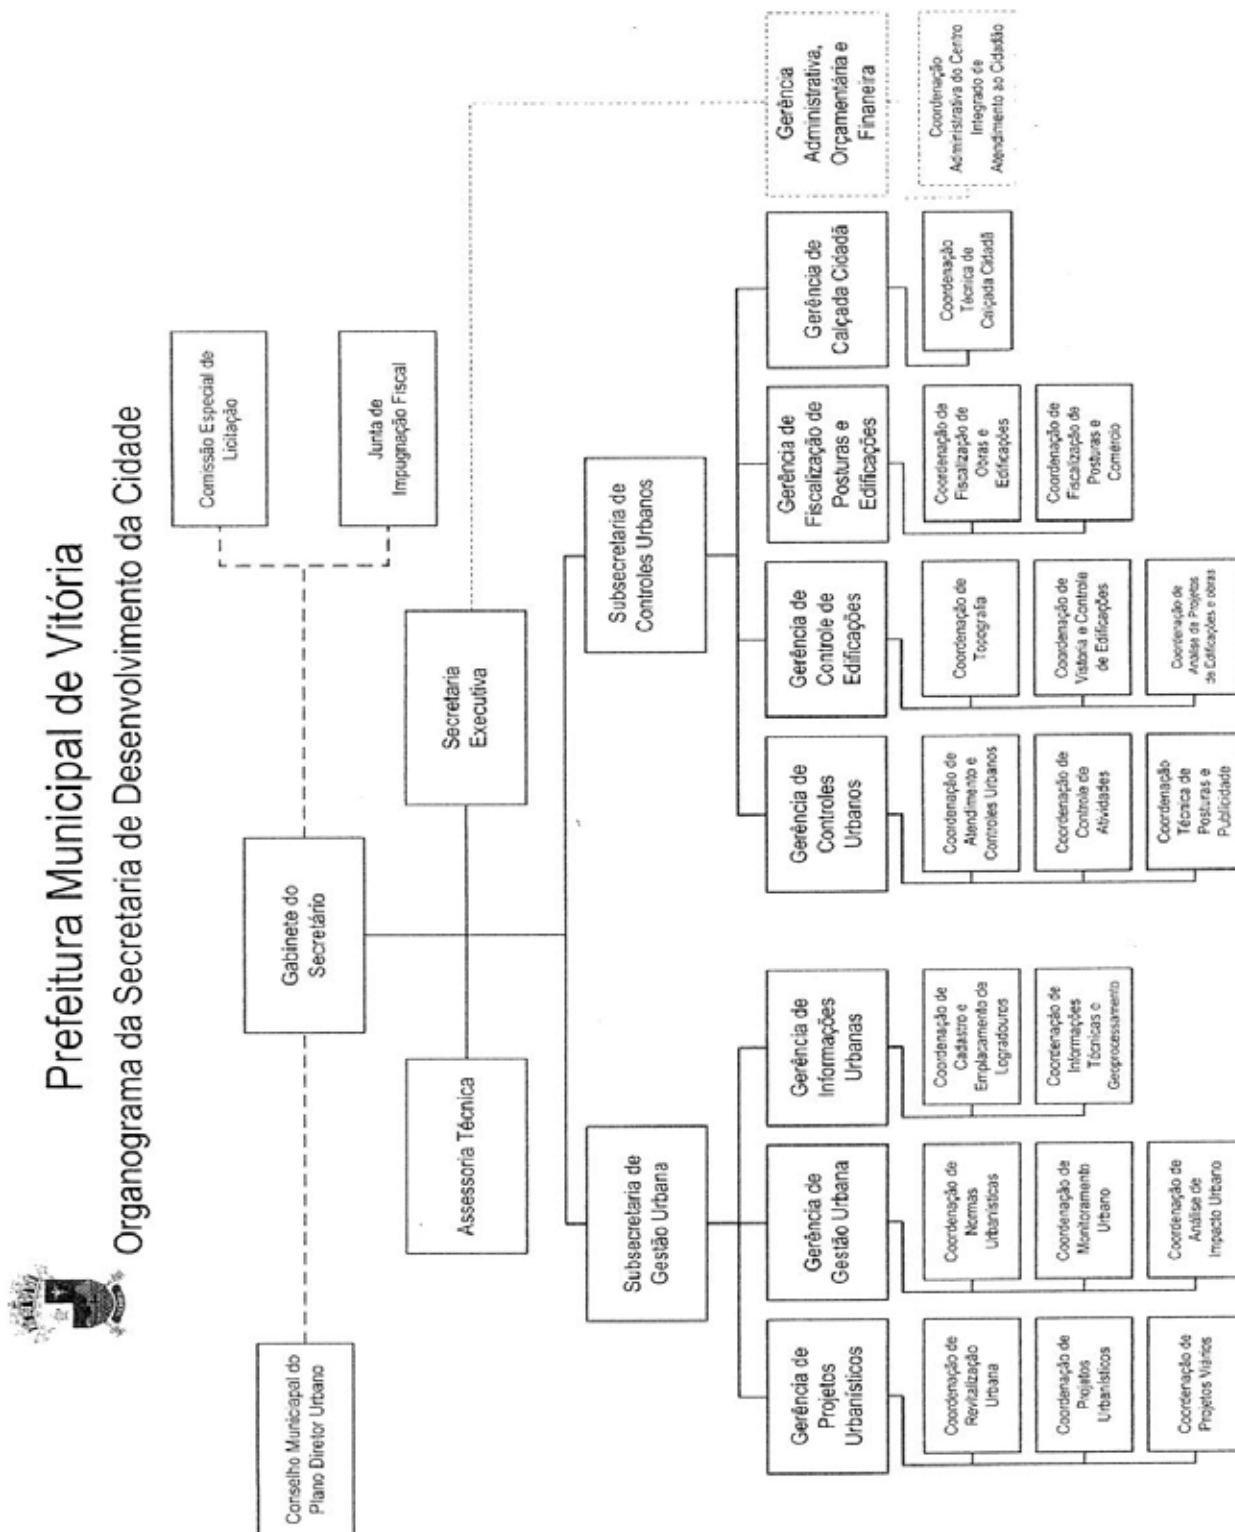 Prefeitura Municipal de Vitória
Organograma da Secretaria de Desenvolvimento da Cidade
Conselho Municiapal do
Plano Diretor Urbano
Gabinete do
Secretário
Comissão Especial de
Licitação
Junta de
Impugnação Fiscal
Assessoria Técnica
Secretaria
Executiva
Subsecretaria de
Gestão Urbana
Subsecretaria de
Controles Urbanos
Gerência de
Projetos
Urbanísticos
Gerência de
Gestão Urbana
Gerência de
Informações
Urbanas
Gerência de
Controles
Urbanos
Gerência de
Controle de
Edificações
Gerência de
Fiscalização de
Posturas e
Edificações
Gerência de
Calçada Cidadã
Gerência
Administrativa,
Orçamentária e
Finaneira
Coordenação de
Revitalização
Urbana
Coordenação de
Projetos
Urbanísticos
Coordenação de
Projetos Viários
Coordenação de
Normas
Urbanísticas
Coordenação de
Monitoramento
Urbano
Coordenação de
Análise de
Impacto Urbano
Coordenação de
Cadastro e
Emplacamento de
Logradouros
Coordenação de
Informações
Técnicas e
Geoprocessamento
Coordenação de
Atendimento e
Controles Urbanos
Coordenação de
Controle de
Atividades
Coordenação
Técnica de
Posturas e
Publicidade
Coordenação de
Topografia
Coordenação de
Vistoria e Controle
de Edificações
Coordenação de
Análise de Projetos
de Edificações e obras
Coordenação de
Fiscalização de
Obras e
Edificações
Coordenação de
Fiscalização de
Posturas e
Comércio
Coordenação
Técnica de
Calçada Cidadã
Coordenação
Administrativa do Centro
Integrado de
Atendimento ao Cidadão